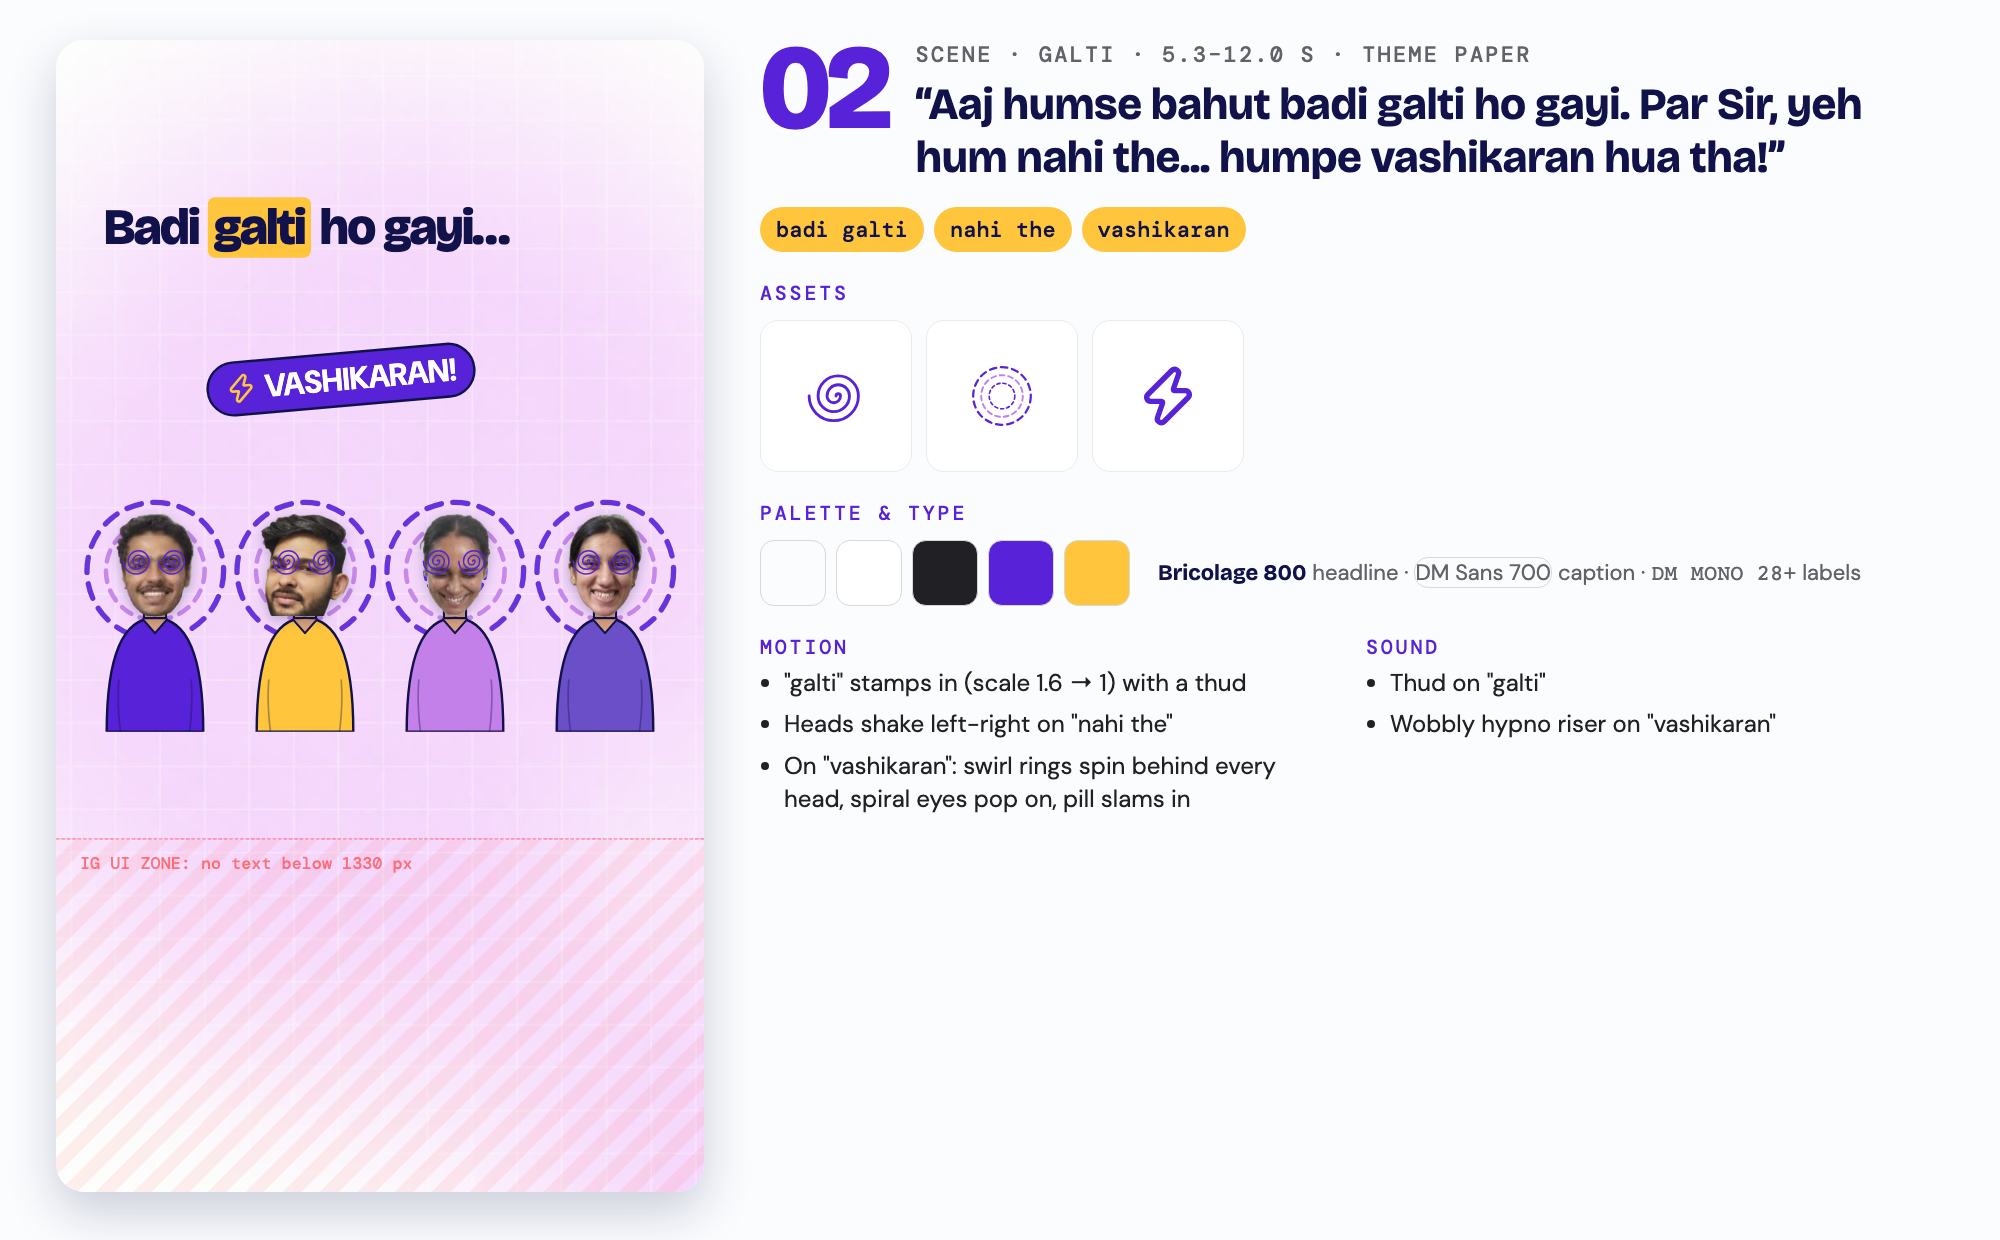 Badi galti ho gayi...
VASHIKARAN!
IG UI ZONE: no text below 1330 px
02
SCENE · GALTI · 5.3–12.0 S · THEME PAPER
“Aaj humse bahut badi galti ho gayi. Par Sir, yeh
hum nahi the... humpe vashikaran hua tha!”
badi galti
nahi the
vashikaran
ASSETS
PALETTE & TYPE
Bricolage 800 headline · DM Sans 700 caption · DM MONO 28+ labels
MOTION
• "galti" stamps in (scale 1.6 → 1) with a thud
• Heads shake left-right on "nahi the"
• On "vashikaran": swirl rings spin behind every
head, spiral eyes pop on, pill slams in
SOUND
• Thud on "galti"
• Wobbly hypno riser on "vashikaran"